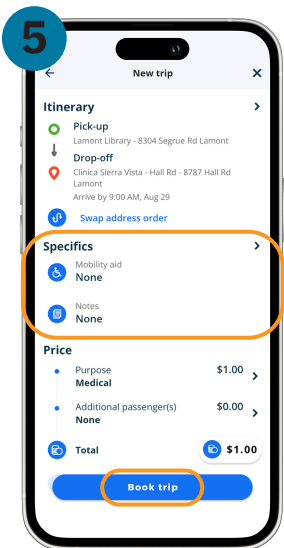 5
New trip
Itinerary
Pick-up
Lamont Library - 8304 Segrue Rd Lamont
Drop-off
Clinica Sierra Vista - Hall Rd - 8787 Hall Rd
Lamont
Arrive by 9:00 AM, Aug 29
Swap address order
Specifics
Mobility aid
None
Notes
None
Price
Purpose $1.00
Medical
Additional passenger(s) $0.00
None
Total $1.00
Book trip